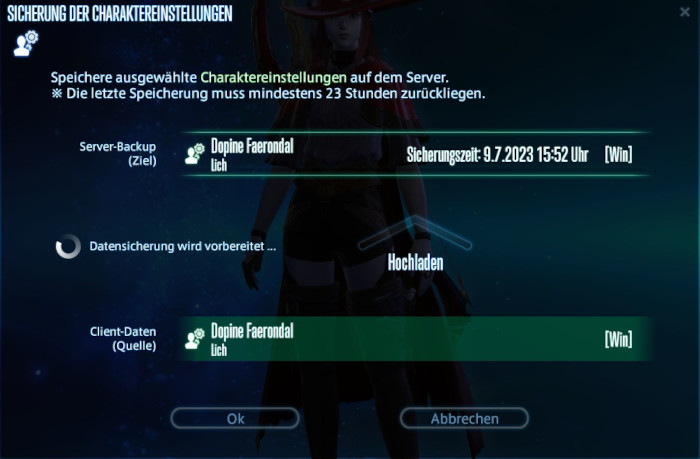 SICHERUNG DER CHARAKTEREINSTELLUNGEN
Speichere ausgewählte Charaktereinstellungen auf dem Server.
※ Die letzte Speicherung muss mindestens 23 Stunden zurückliegen.
Server-Backup
(Ziel)
Dopine Faerondal
Lich
Sicherungszeit: 9.7.2023 15:52 Uhr [Win]
Datensicherung wird vorbereitet ...
Hochladen
Client-Daten
(Quelle)
Dopine Faerondal
Lich
[Win]
Ok
Abbrechen